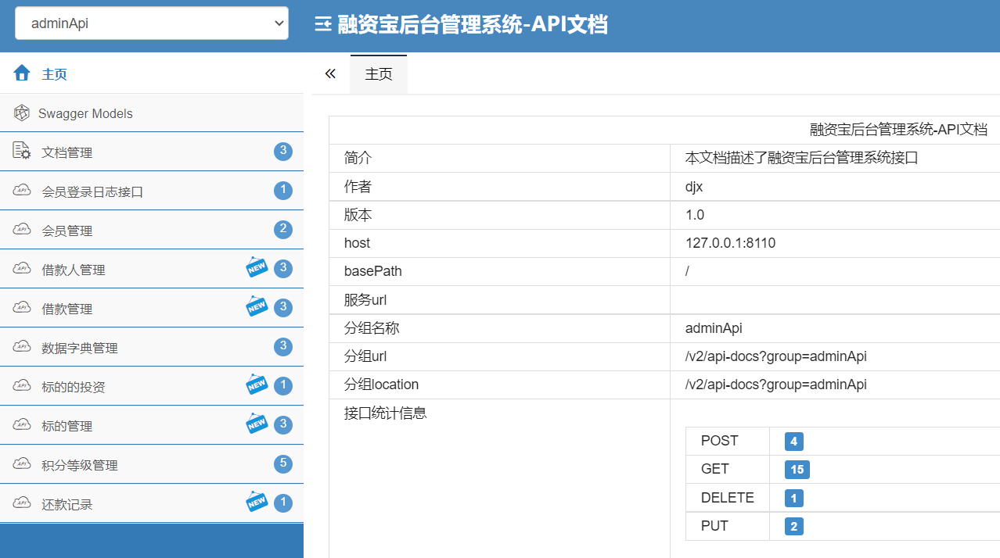 adminApi
融资宝后台管理系统-API文档
主页
Swagger Models
文档管理 3
API 会员登录日志接口 1
API 会员管理 2
API 借款人管理 NEW 3
API 借款管理 NEW 3
API 数据字典管理 3
API 标的的投资 NEW 1
API 标的管理 NEW 3
API 积分等级管理 5
API 还款记录 NEW 1
主页
融资宝后台管理系统-API文档
简介 本文档描述了融资宝后台管理系统接口
作者 djx
版本 1.0
host 127.0.0.1:8110
basePath /
服务url
分组名称 adminApi
分组url /v2/api-docs?group=adminApi
分组location /v2/api-docs?group=adminApi
接口统计信息
POST 4
GET 15
DELETE 1
PUT 2